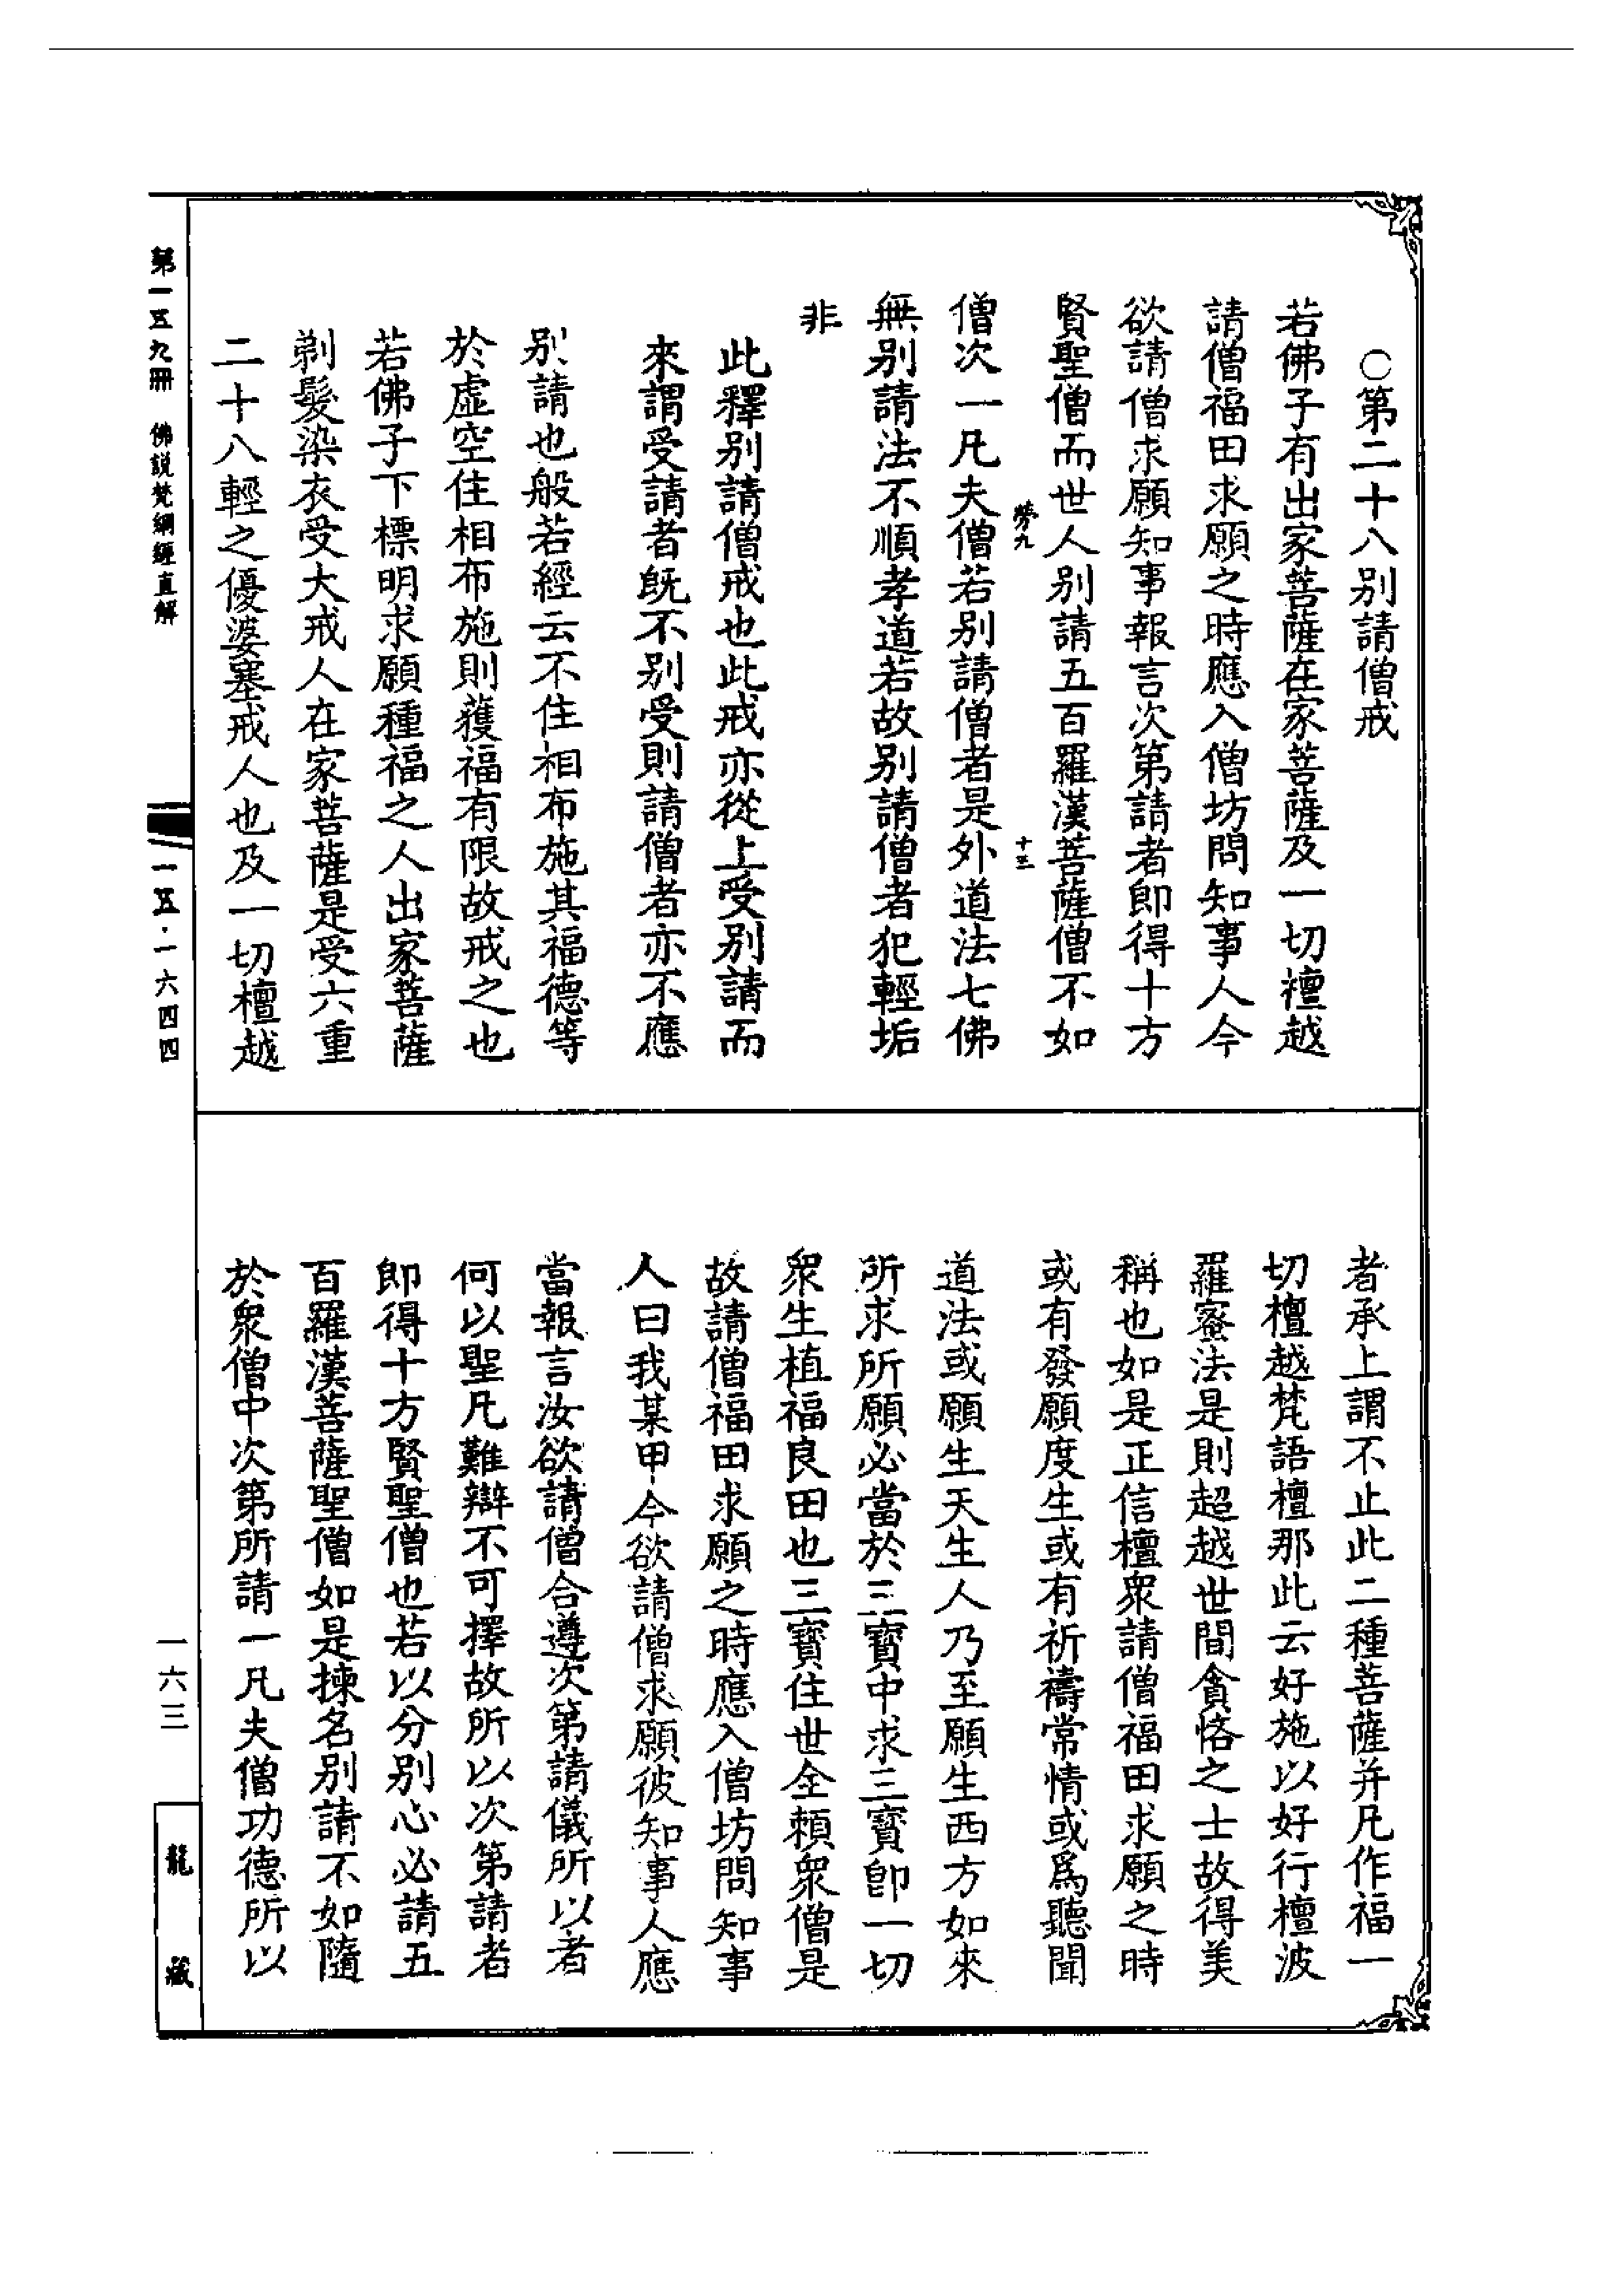 ○第二十八別請僧戒
若佛子有出家菩薩在家菩薩及一切檀越
請僧福田求願之時應入僧坊問知事人今
欲請僧求願知事報言次第請者即得十方
賢聖僧而世人別請五百羅漢菩薩僧不如
勞九
十三
僧次一凡夫僧若別請僧者是外道法七佛
無別請法不順孝道若故別請僧者犯輕垢
非
此釋別請僧戒也此戒亦從上受別請而
來謂受請者既不別受則請僧者亦不應
別請也般若經云不住相布施其福德等
於虛空住相布施則獲福有限故戒之也
若佛子下標明求願種福之人出家菩薩
剃髮染衣受大戒人在家菩薩是受六重
二十八輕之優婆塞戒人也及一切檀越
者承上謂不止此二種菩薩并凡作福一
切檀越梵語檀那此云好施以好行檀波
羅蜜法是則超越世間貪悋之士故得美
稱也如是正信檀眾請僧福田求願之時
或有發願度生或有祈禱常情或為聽聞
道法或願生天生人乃至願生西方如來
所求所願必當於三寶中求三寶即一切
眾生植福良田也三寶住世全賴眾僧是
故請僧福田求願之時應入僧坊問知事
人曰我某甲今欲請僧求願彼知事人應
當報言汝欲請僧合遵次第請儀所以者
何以聖凡難辯不可擇故所以次第請者
即得十方賢聖僧也若以分別心必請五
百羅漢菩薩聖僧如是揀名別請不如隨
於眾僧中次第所請一凡夫僧功德所以
第一五九冊 佛說梵網經直解
一五·一六四四
一六三
龍藏